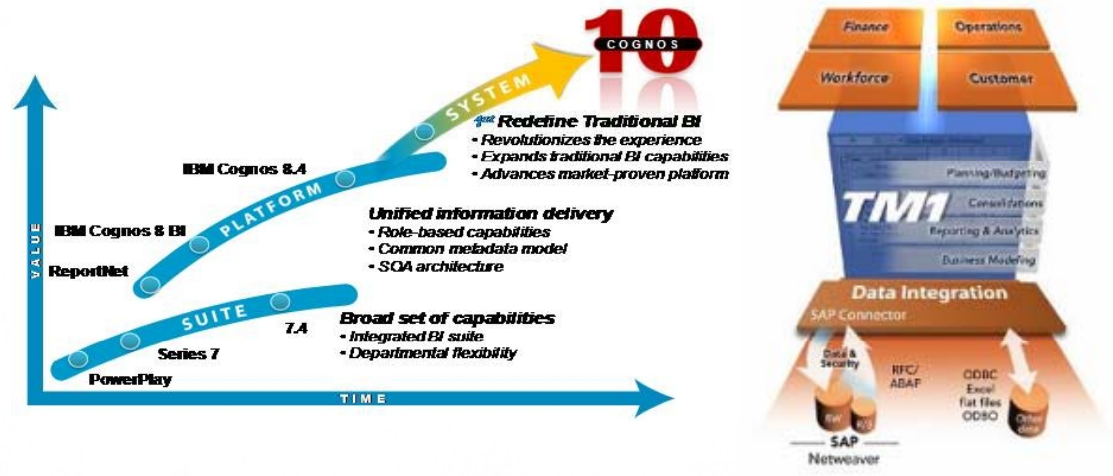 10
COGNOS
SYSTEM
Redefine Traditional BI
• Revolutionizes the experience
• Expands traditional BI capabilities
• Advances market-proven platform
IBM Cognos 8.4
PLATFORM
Unified information delivery
• Role-based capabilities
• Common metadata model
• SOA architecture
IBM Cognos 8 BI
ReportNet
VALUE
SUITE
7.4
Broad set of capabilities
• Integrated BI suite
• Departmental flexibility
Series 7
PowerPlay
TIME
Finance
Operations
Workforce
Customer
TM1
Planning/Budgeting
Consolidations
Reporting & Analytics
Business Modeling
Data Integration
SAP Connector
Data &
Security
RFC/
ABAP
ODBC
Excel
flat files
ODBO
BW
R/3
Other
data
SAP
Netweaver